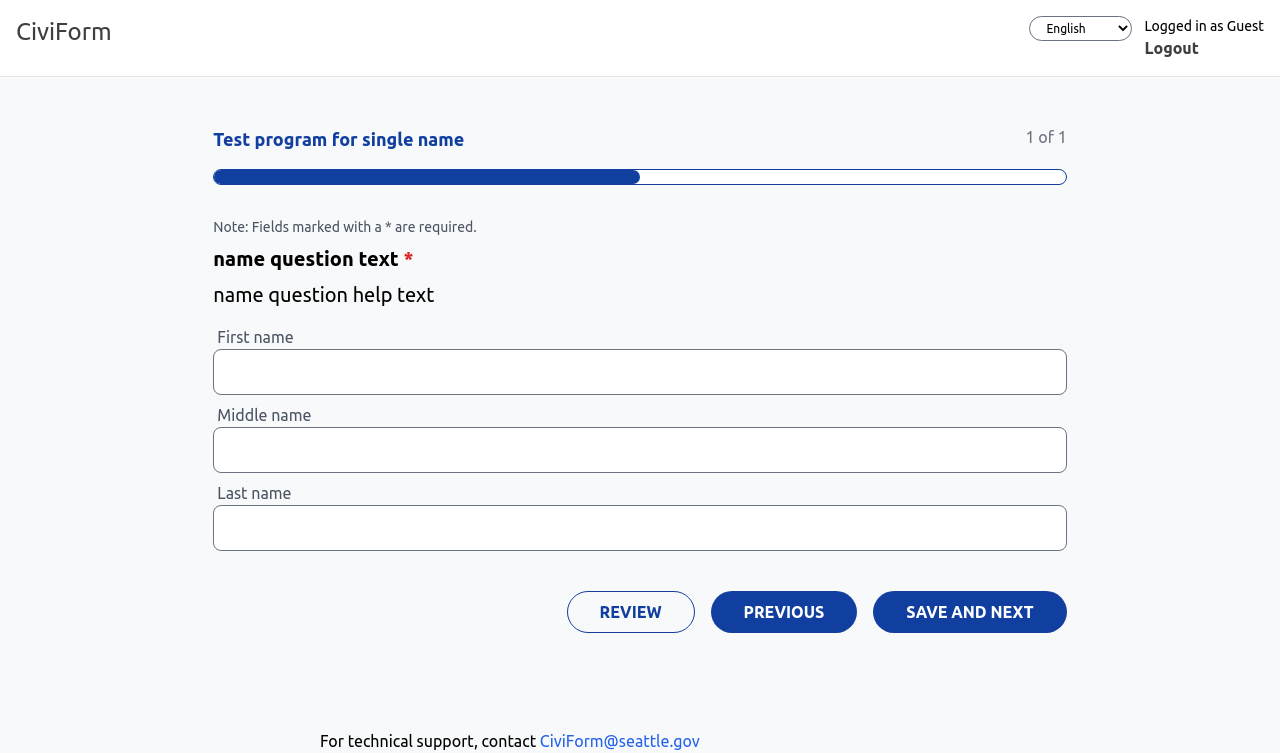 CiviForm
English
Logged in as Guest
Logout
Test program for single name
1 of 1
Note: Fields marked with a * are required.
name question text *
name question help text
First name
Middle name
Last name
REVIEW
PREVIOUS
SAVE AND NEXT
For technical support, contact CiviForm@seattle.gov